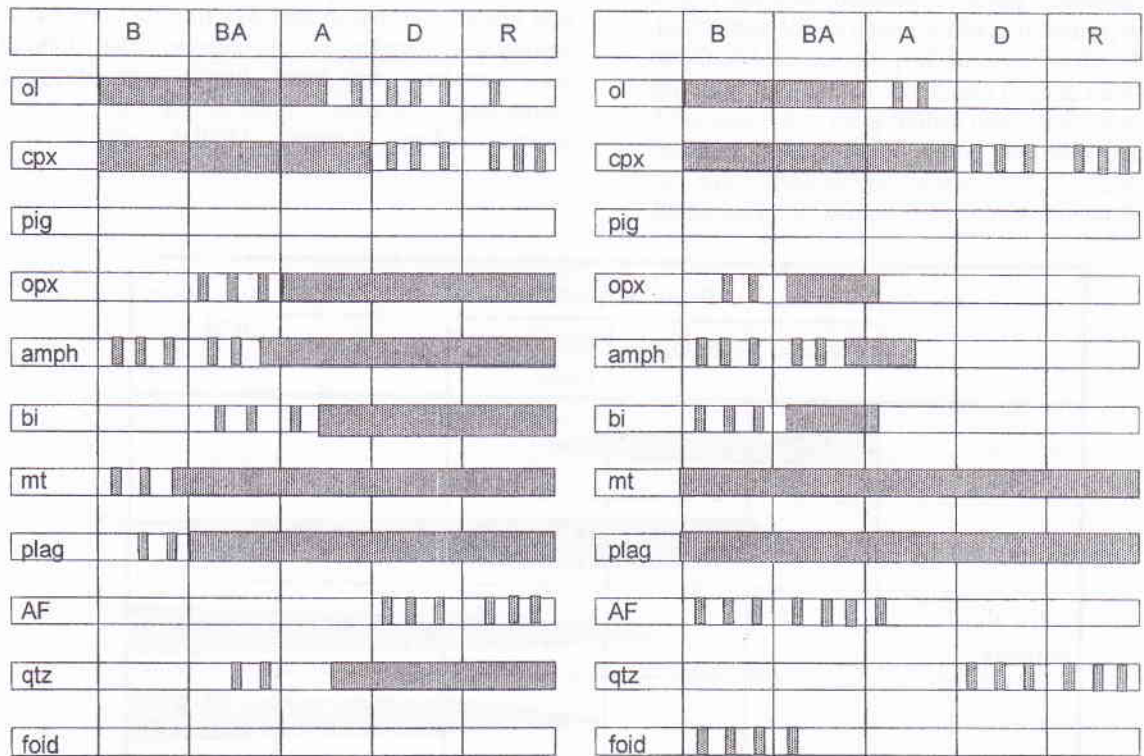 B BA A D R
ol
cpx
pig
opx
amph
bi
mt
plag
AF
qtz
foid
B BA A D R
ol
cpx
pig
opx
amph
bi
mt
plag
AF
qtz
foid